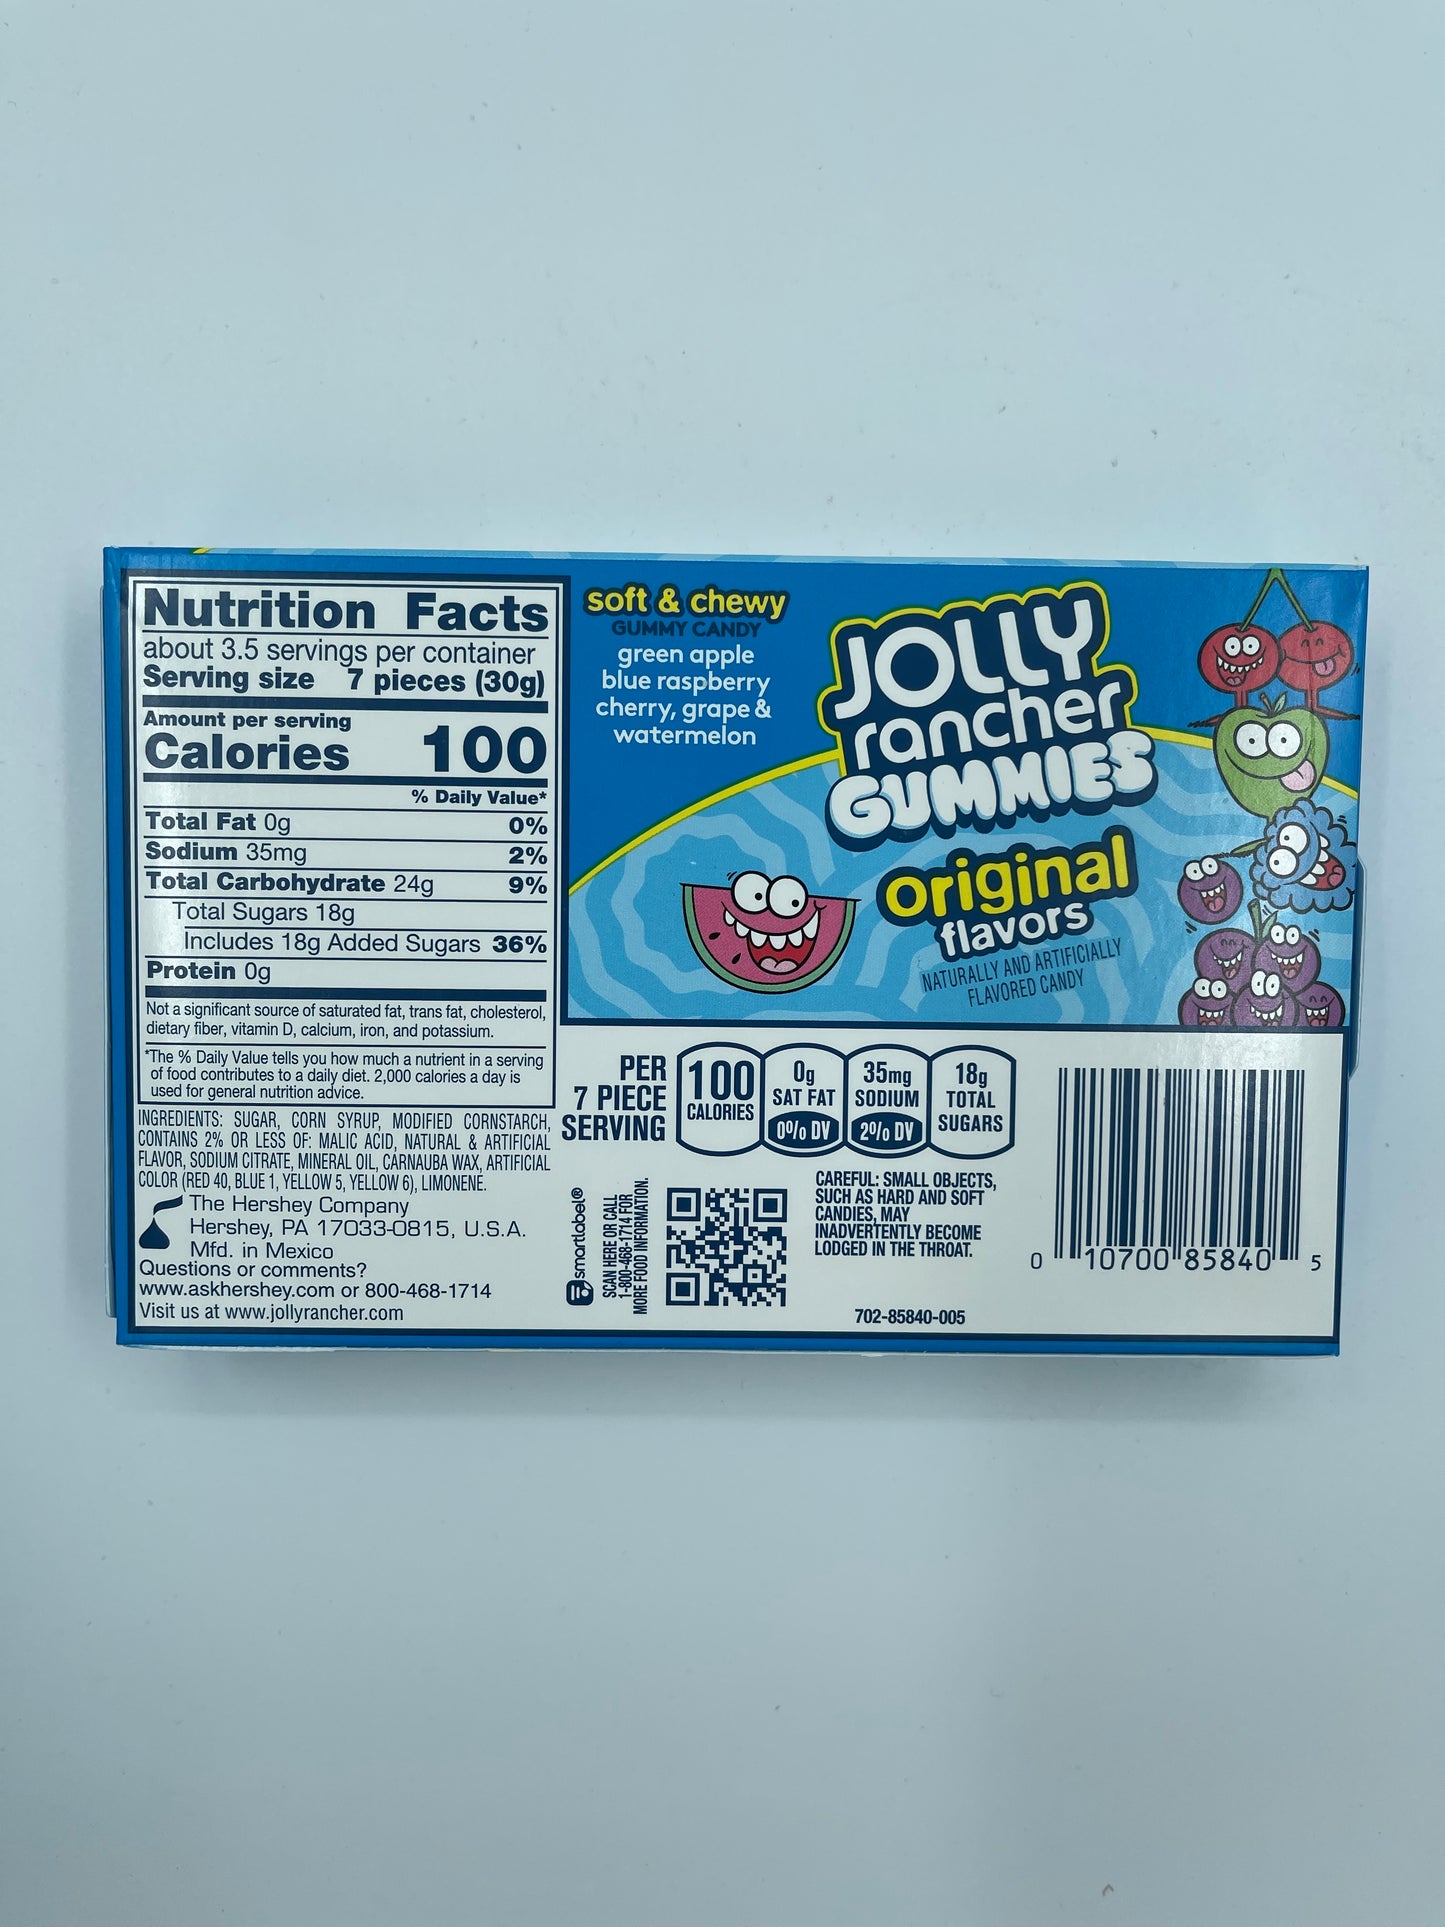 Nutrition Facts
about 3.5 servings per container
Serving size 7 pieces (30g)
Amount per serving
Calories 100
% Daily Value*
Total Fat 0g 0%
Sodium 35mg 2%
Total Carbohydrate 24g 9%
Total Sugars 18g
Includes 18g Added Sugars 36%
Protein 0g
Not a significant source of saturated fat, trans fat, cholesterol,
dietary fiber, vitamin D, calcium, iron, and potassium.
*The % Daily Value tells you how much a nutrient in a serving
of food contributes to a daily diet. 2,000 calories a day is
used for general nutrition advice.
INGREDIENTS: SUGAR, CORN SYRUP, MODIFIED CORNSTARCH,
CONTAINS 2% OR LESS OF: MALIC ACID, NATURAL & ARTIFICIAL
FLAVOR, SODIUM CITRATE, MINERAL OIL, CARNAUBA WAX, ARTIFICIAL
COLOR (RED 40, BLUE 1, YELLOW 5, YELLOW 6), LIMONENE.
The Hershey Company
Hershey, PA 17033-0815, U.S.A.
Mfd. in Mexico
Questions or comments?
www.askhershey.com or 800-468-1714
Visit us at www.jollyrancher.com
soft & chewy
GUMMY CANDY
green apple
blue raspberry
cherry, grape &
watermelon
JOLLY
rancher
GUMMIES
original
flavors
NATURALLY AND ARTIFICIALLY
FLAVORED CANDY
PER
7 PIECE
SERVING
100
CALORIES
0g
SAT FAT
0% DV
35mg
SODIUM
2% DV
18g
TOTAL
SUGARS
smartlabel®
SCAN HERE OR CALL
1-800-468-1714 FOR
MORE FOOD INFORMATION.
CAREFUL: SMALL OBJECTS,
SUCH AS HARD AND SOFT
CANDIES, MAY
INADVERTENTLY BECOME
LODGED IN THE THROAT.
702-85840-005
0 10700 85840 5